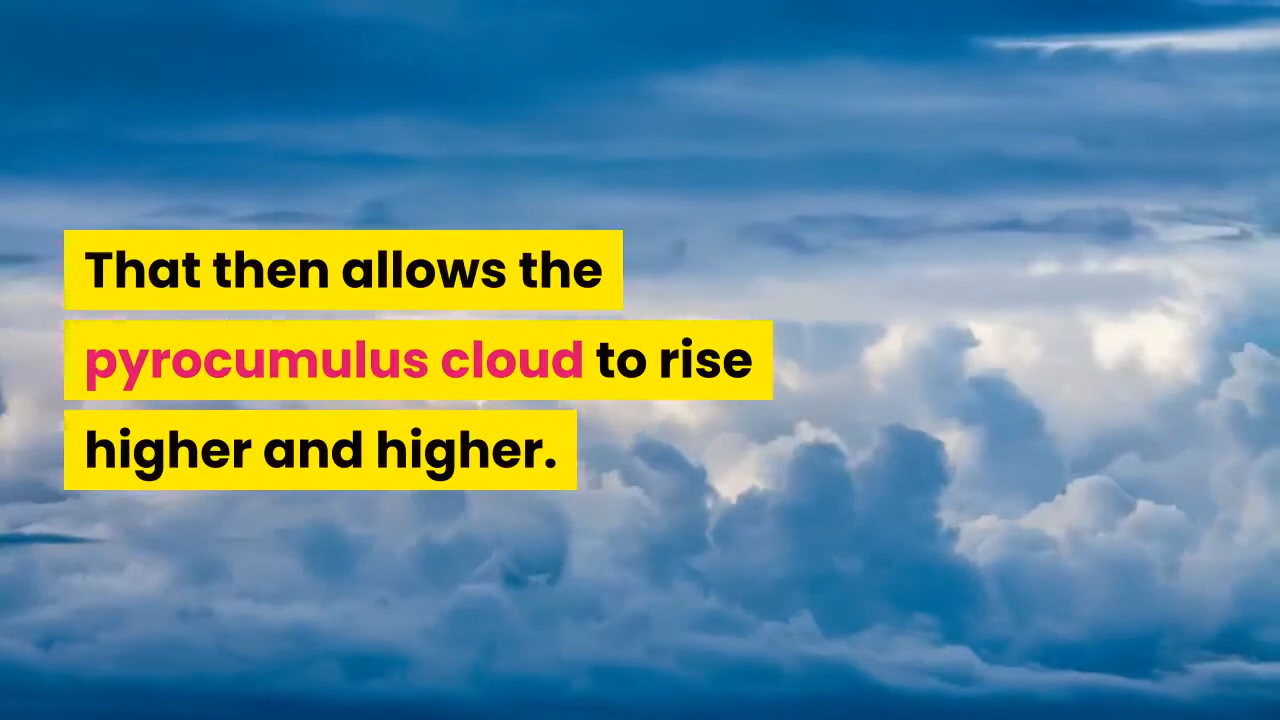 That then allows the
pyrocumulus cloud to rise
higher and higher.